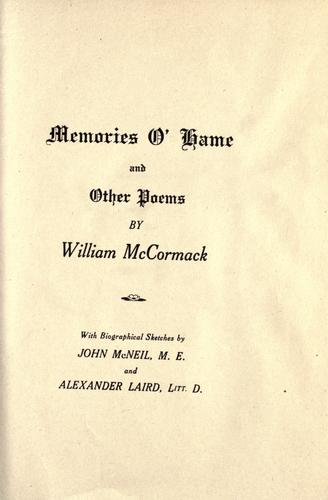 Memories O' Hame
and
Other Poems
BY
William McCormack
With Biographical Sketches by
JOHN McNEIL, M. E.
and
ALEXANDER LAIRD, LITT. D.